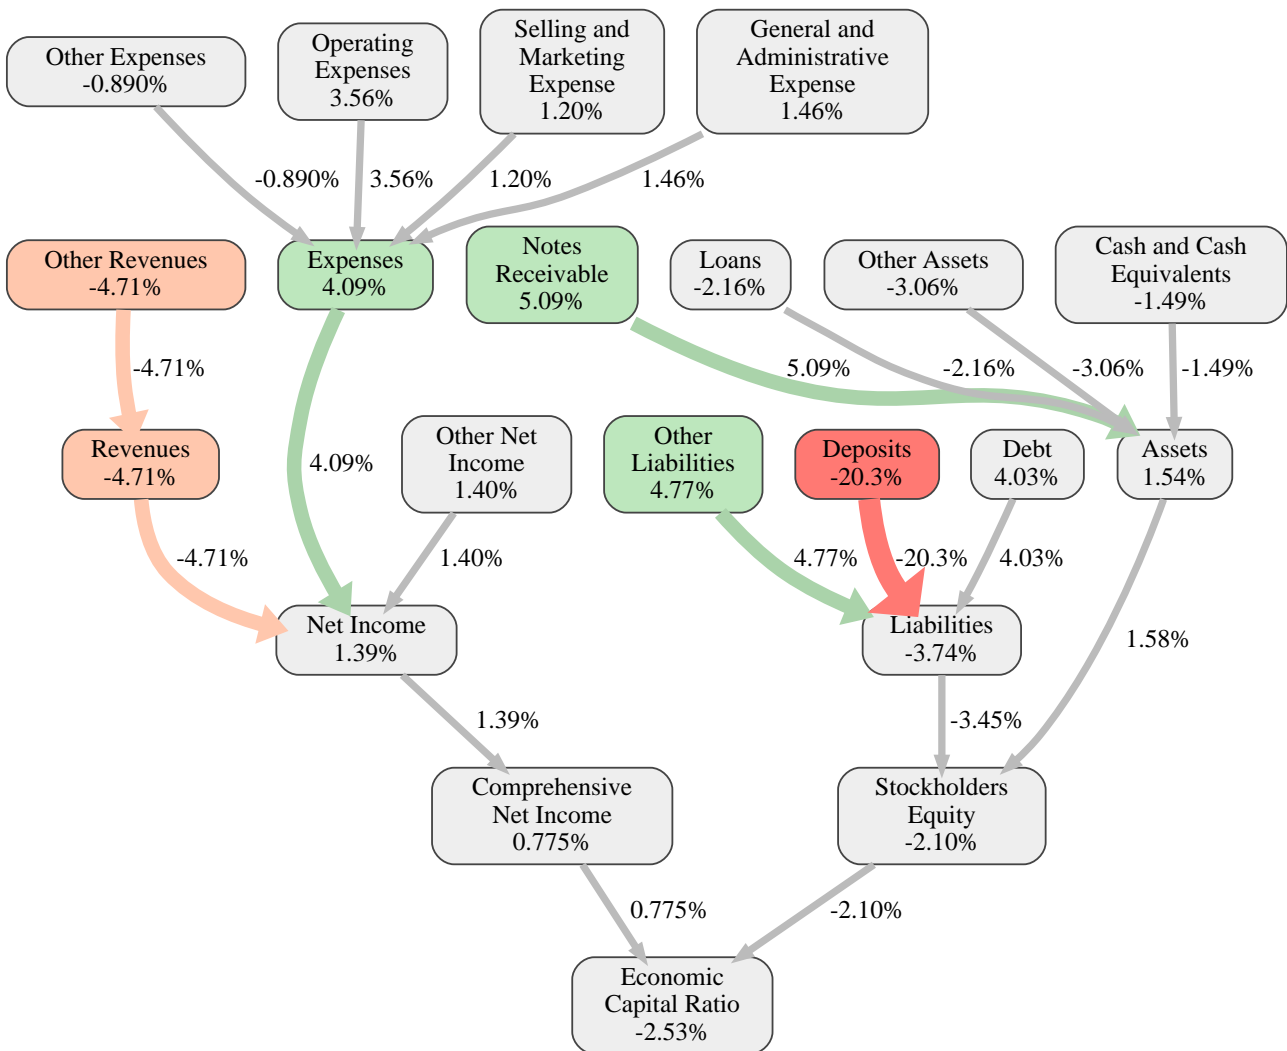 Other Expenses
-0.890%
Operating
Expenses
3.56%
Selling and
Marketing
Expense
1.20%
General and
Administrative
Expense
1.46%
-0.890%
3.56%
1.20%
1.46%
Other Revenues
-4.71%
Expenses
4.09%
Notes
Receivable
5.09%
Loans
-2.16%
Other Assets
-3.06%
Cash and Cash
Equivalents
-1.49%
-4.71%
5.09%
-2.16%
-3.06%
-1.49%
Revenues
-4.71%
4.09%
Other Net
Income
1.40%
Other
Liabilities
4.77%
Deposits
-20.3%
Debt
4.03%
Assets
1.54%
-4.71%
1.40%
4.77%
-20.3%
4.03%
Net Income
1.39%
Liabilities
-3.74%
1.58%
1.39%
-3.45%
Comprehensive
Net Income
0.775%
Stockholders
Equity
-2.10%
0.775%
-2.10%
Economic
Capital Ratio
-2.53%